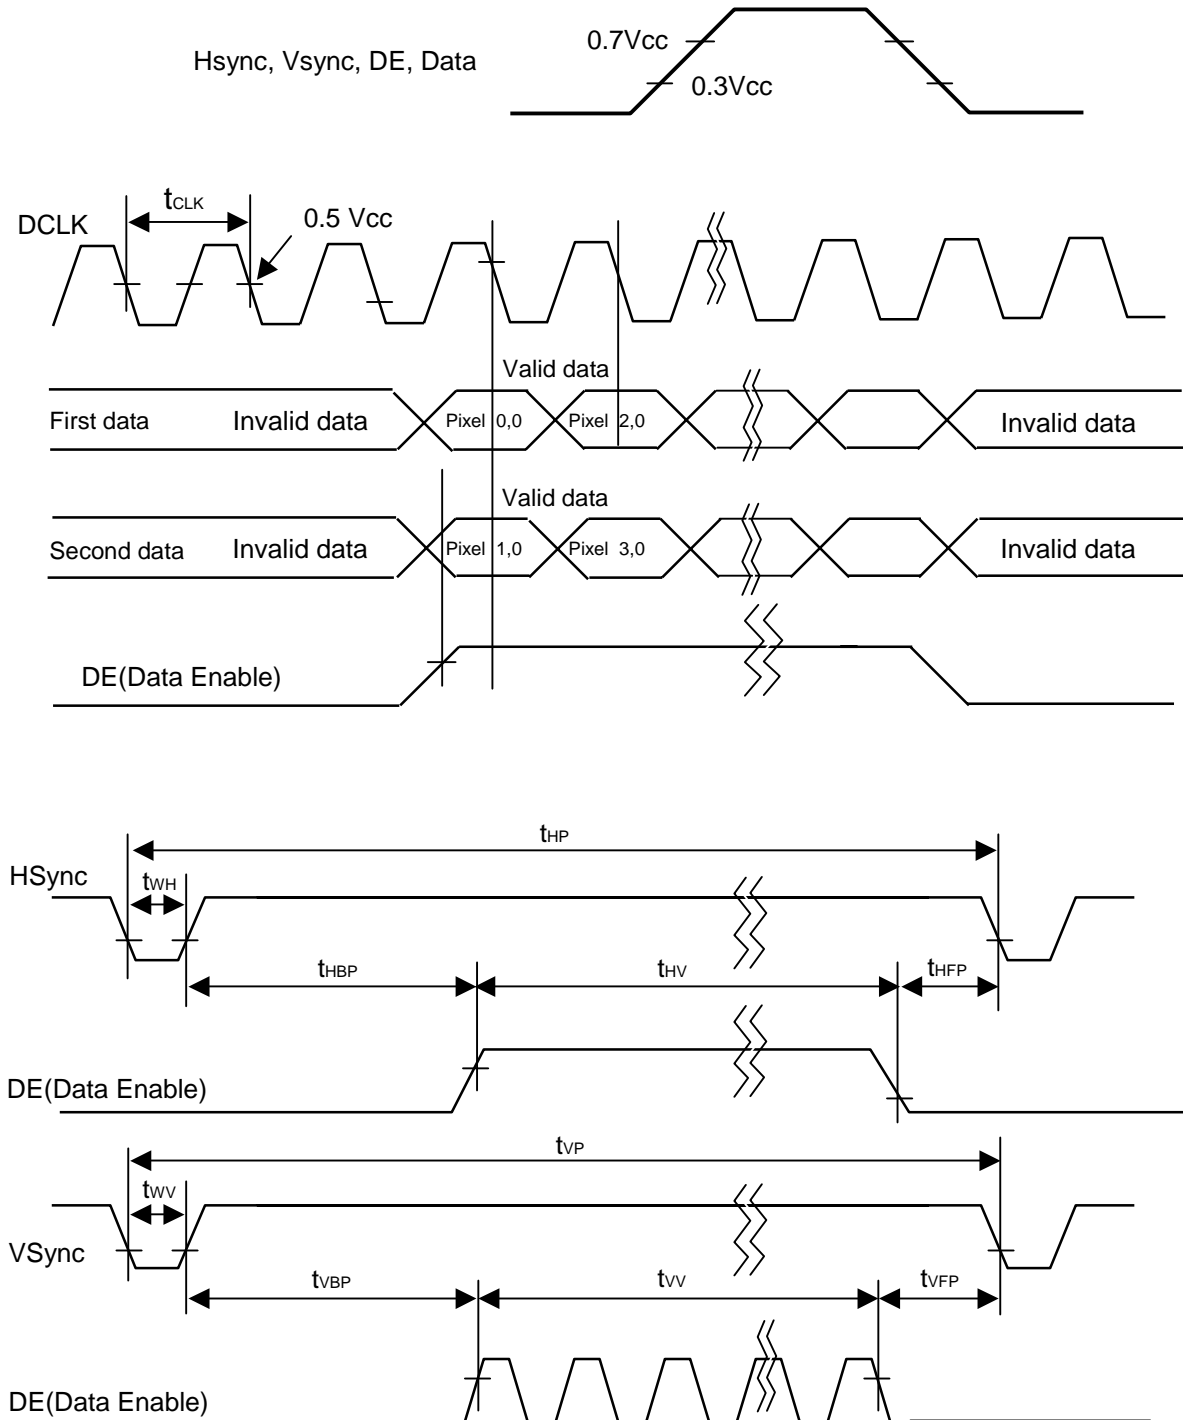 0.7Vcc
Hsync, Vsync, DE, Data
0.3Vcc
tCLK
DCLK
0.5 Vcc
Valid data
First data
Invalid data
Pixel 0,0
Pixel 2,0
Invalid data
Valid data
Second data
Invalid data
Pixel 1,0
Pixel 3,0
Invalid data
DE(Data Enable)
tHP
HSync
tWH
tHBP
tHV
tHFP
DE(Data Enable)
tVP
tWV
VSync
tVBP
tVV
tVFP
DE(Data Enable)